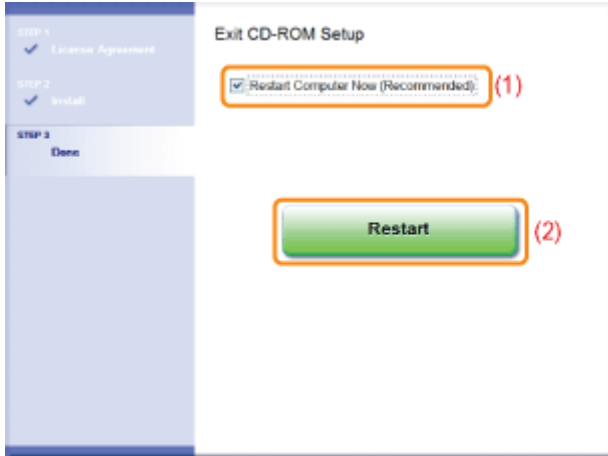 STEP 1
License Agreement
STEP 2
Install
STEP 3
Done
Exit CD-ROM Setup
Restart Computer Now (Recommended)
(1)
Restart
(2)